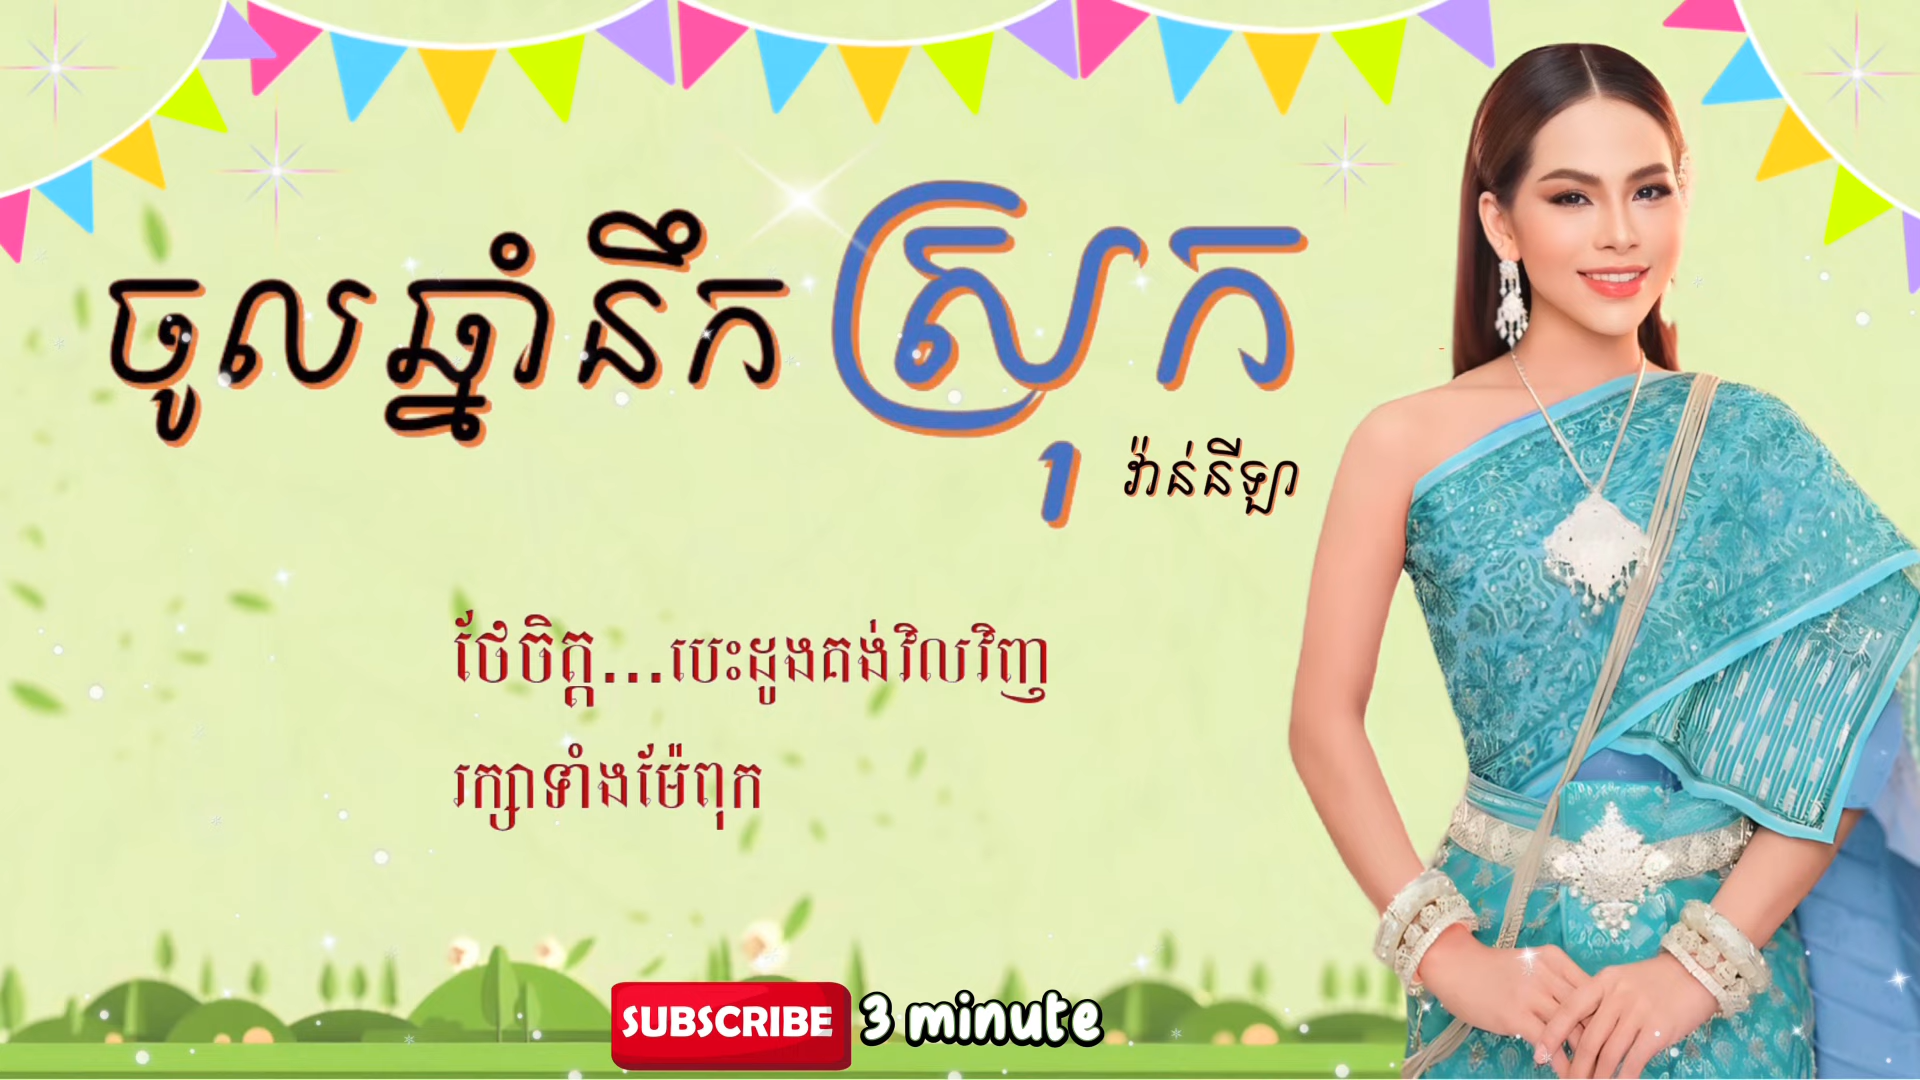 ចូលឆ្នាំនឹកស្រុក
វ៉ាន់នីឡា
ថែចិត្ត...បេះដូងគង់វិលវិញ
រក្សាទាំងម៉ែពុក
SUBSCRIBE 3 minute